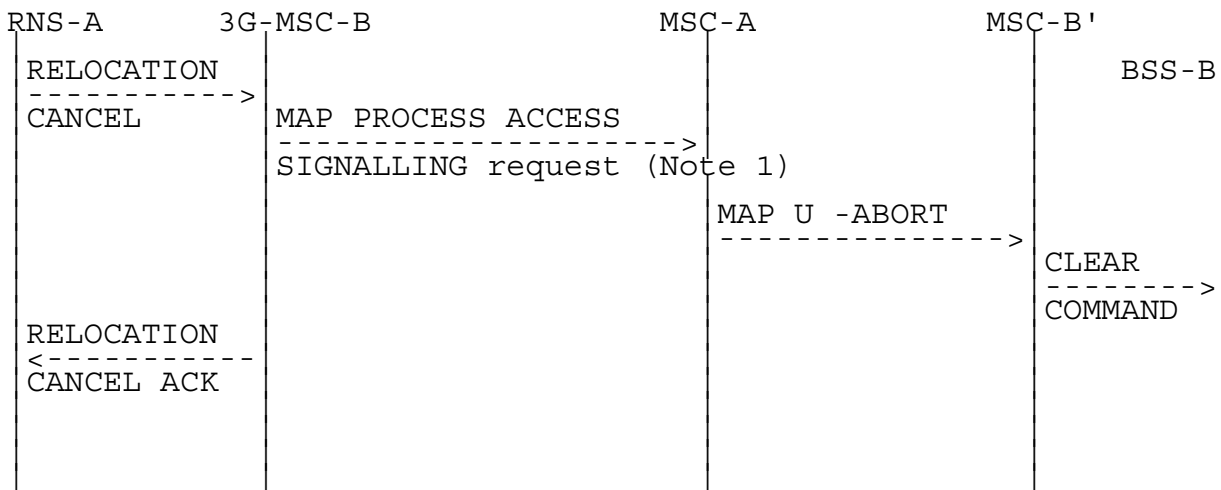 RNS-A 3G-MSC-B MSC-A MSC-B'
RELOCATION BSS-B
CANCEL MAP PROCESS ACCESS
SIGNALLING request (Note 1)
MAP U -ABORT
CLEAR
COMMAND
RELOCATION
CANCEL ACK